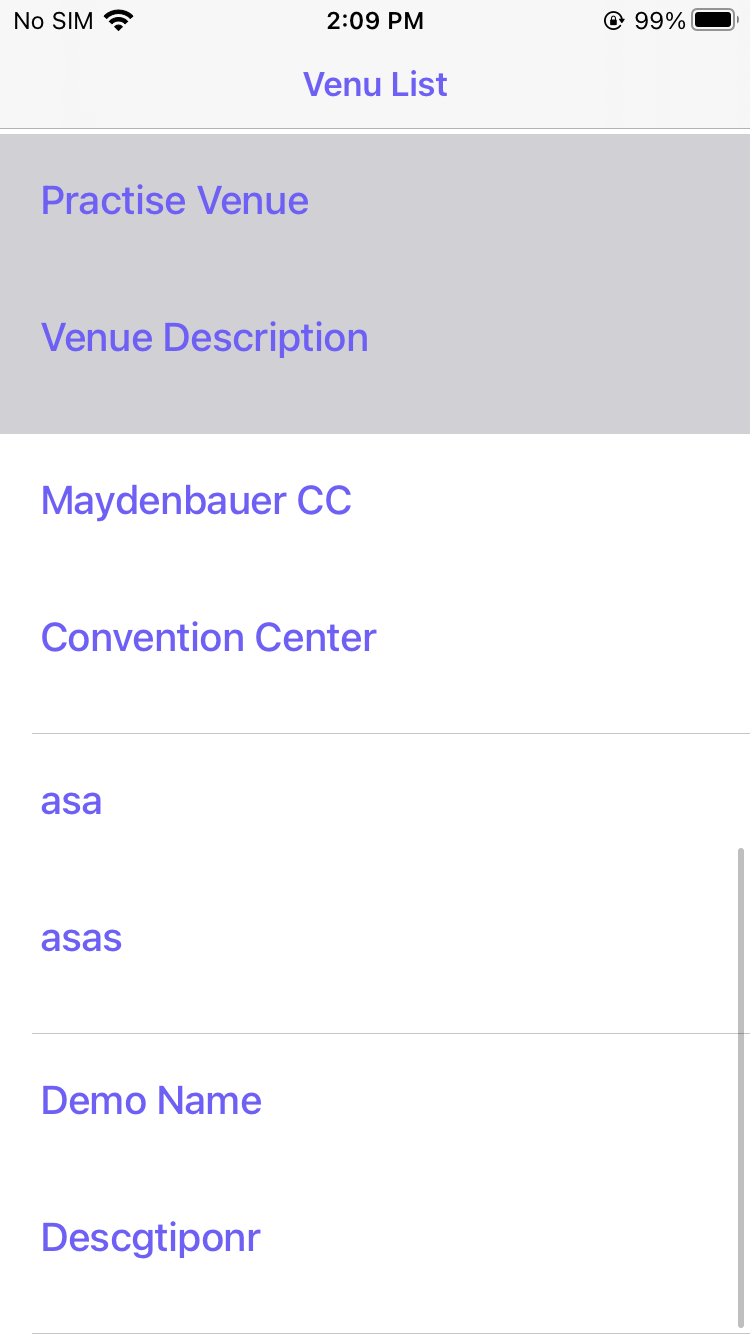 No SIM 2:09 PM 99%
Venu List
Practise Venue
Venue Description
Maydenbauer CC
Convention Center
asa
asas
Demo Name
Descgtiponr